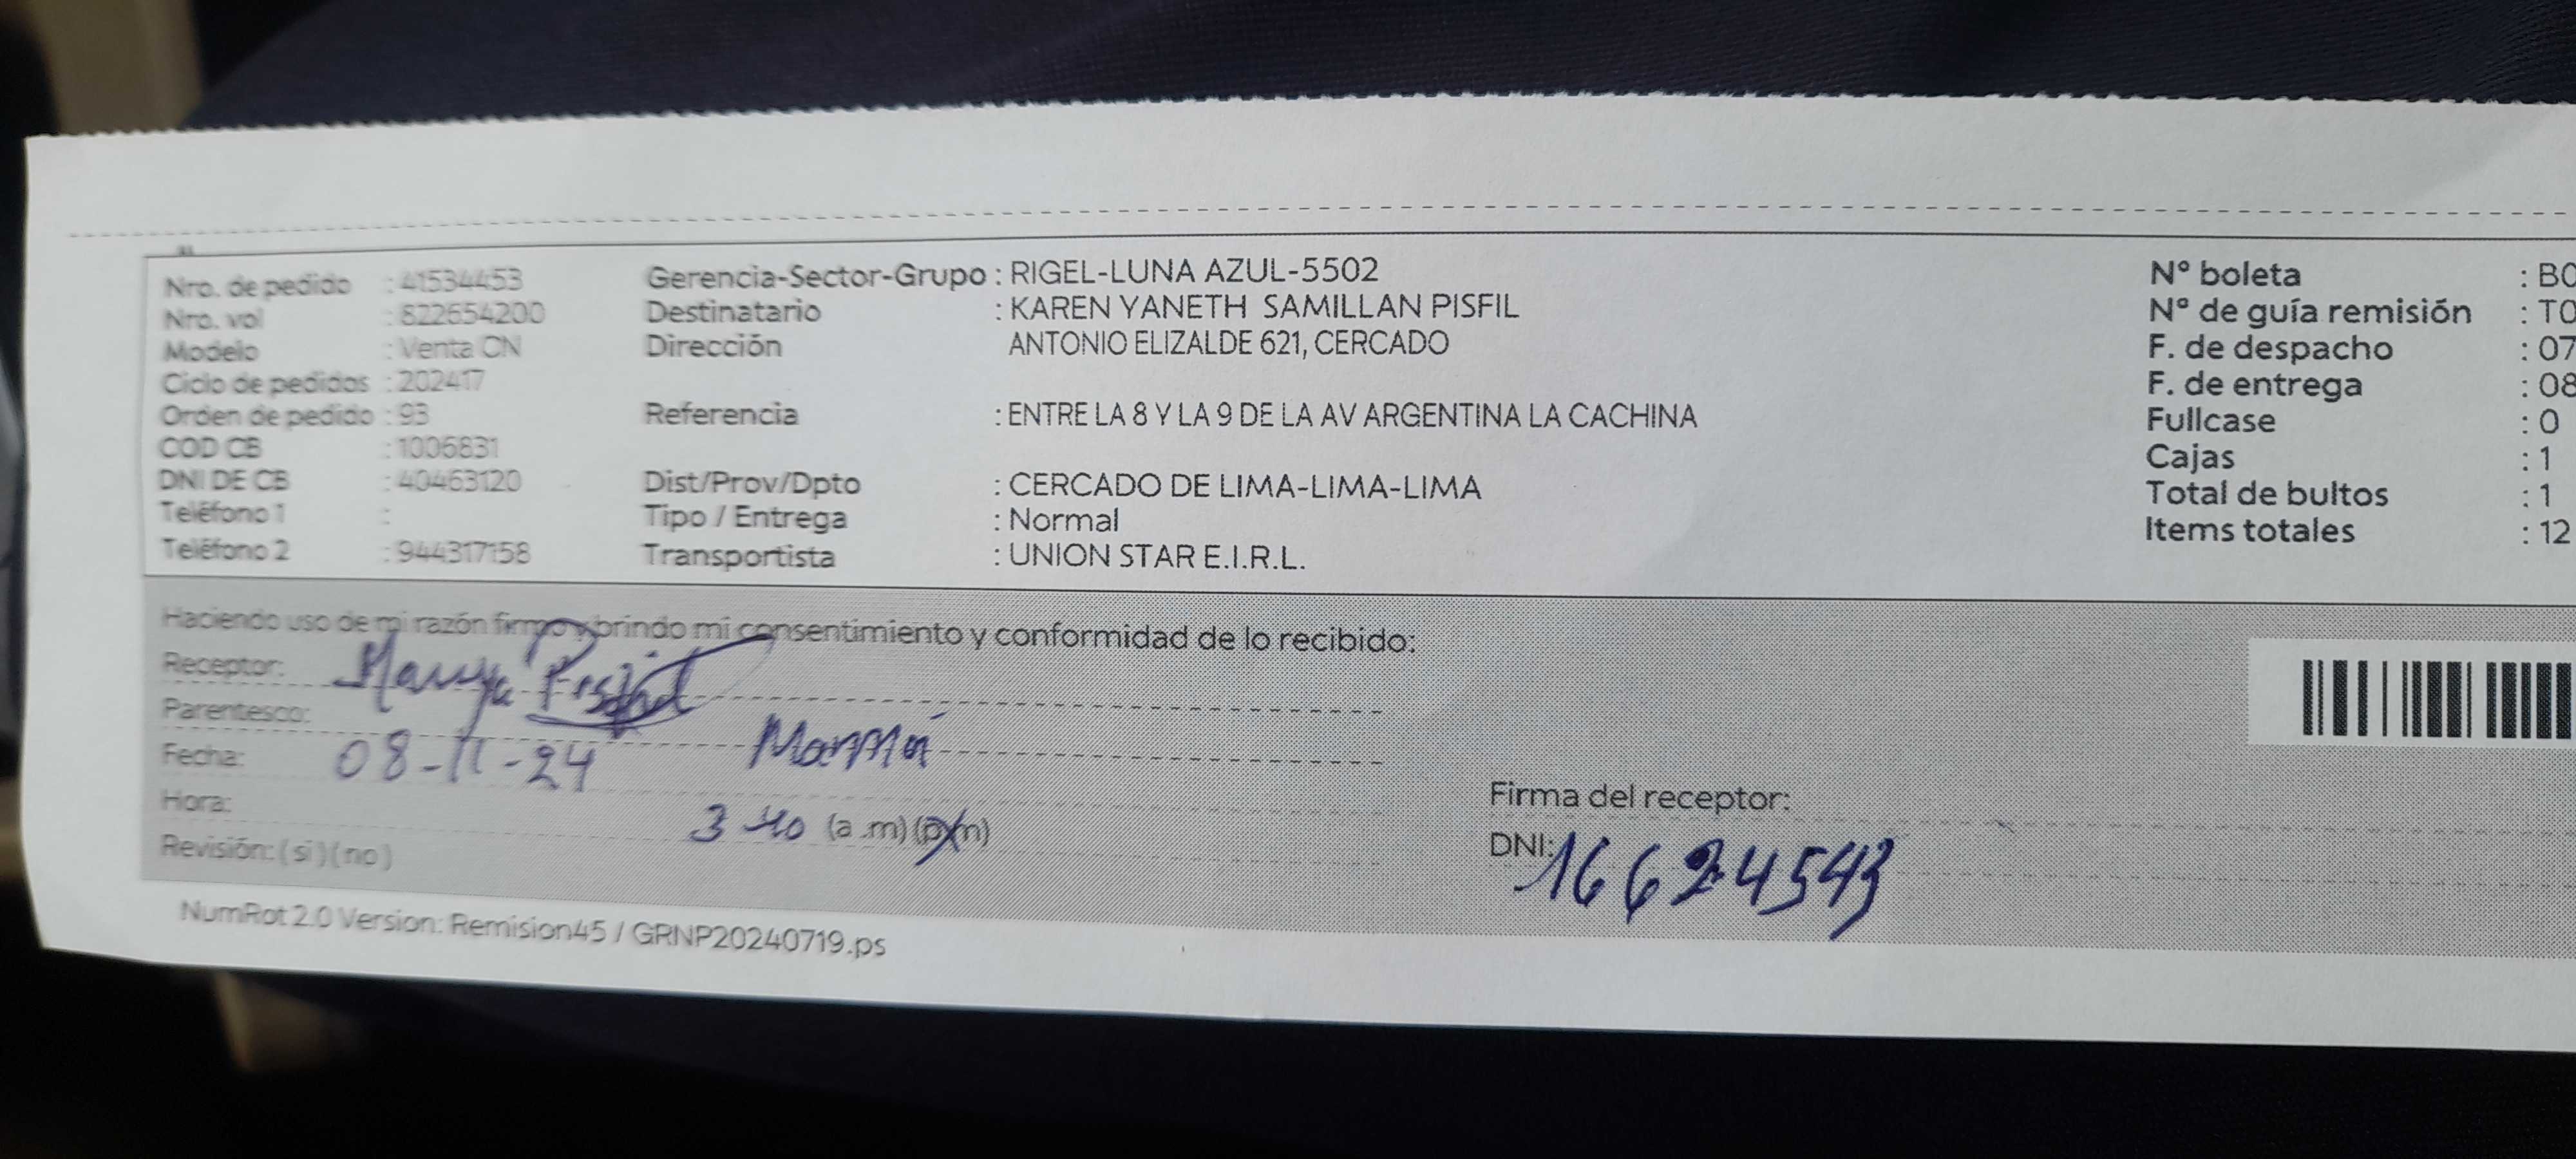 Nro. de pedido : 41534453
Nro. vol : 822654200
Modelo : Venta CN
Ciclo de pedidos : 202417
Orden de pedido : 93
COD CB : 1006831
DNI DE CB : 40463120
Teléfono 1 :
Teléfono 2 : 944317158
Gerencia-Sector-Grupo : RIGEL-LUNA AZUL-5502
Destinatario : KAREN YANETH SAMILLAN PISFIL
Dirección ANTONIO ELIZALDE 621, CERCADO
Referencia : ENTRE LA 8 Y LA 9 DE LA AV ARGENTINA LA CACHINA
Dist/Prov/Dpto : CERCADO DE LIMA-LIMA-LIMA
Tipo / Entrega : Normal
Transportista : UNION STAR E.I.R.L.
N° boleta : B0
N° de guía remisión : T0
F. de despacho : 07
F. de entrega : 08
Fullcase : 0
Cajas : 1
Total de bultos : 1
Items totales : 12
Haciendo uso de mi razón firmo y brindo mi consentimiento y conformidad de lo recibido:
Receptor: Pisfil
Parentesco: Mamá
Fecha: 08-11-24
Hora: 3 40 (a .m) (p.m)
Revisión: ( si ) ( no )
Firma del receptor:
DNI: 16624543
NumRot 2.0 Version: Remision45 / GRNP20240719.ps